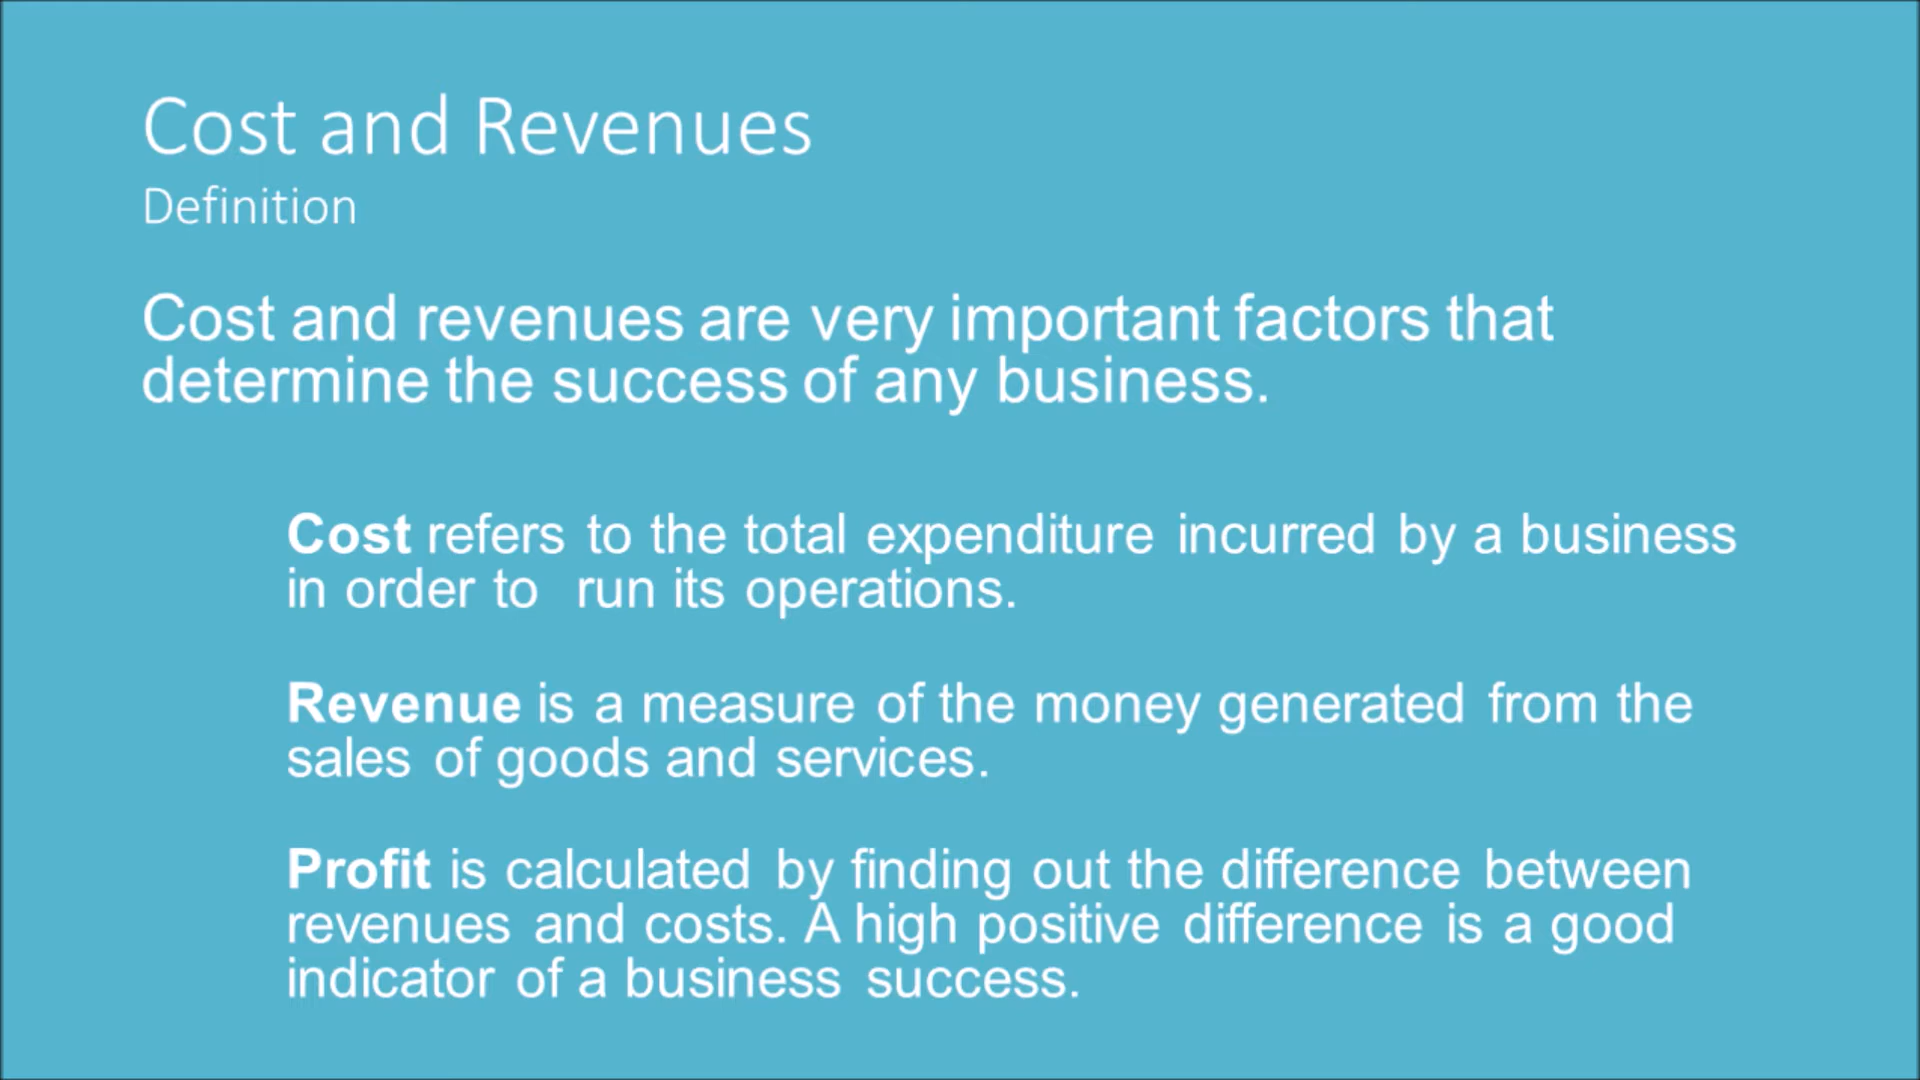 Cost and Revenues
Definition
Cost and revenues are very important factors that
determine the success of any business.
Cost refers to the total expenditure incurred by a business
in order to run its operations.
Revenue is a measure of the money generated from the
sales of goods and services.
Profit is calculated by finding out the difference between
revenues and costs. A high positive difference is a good
indicator of a business success.